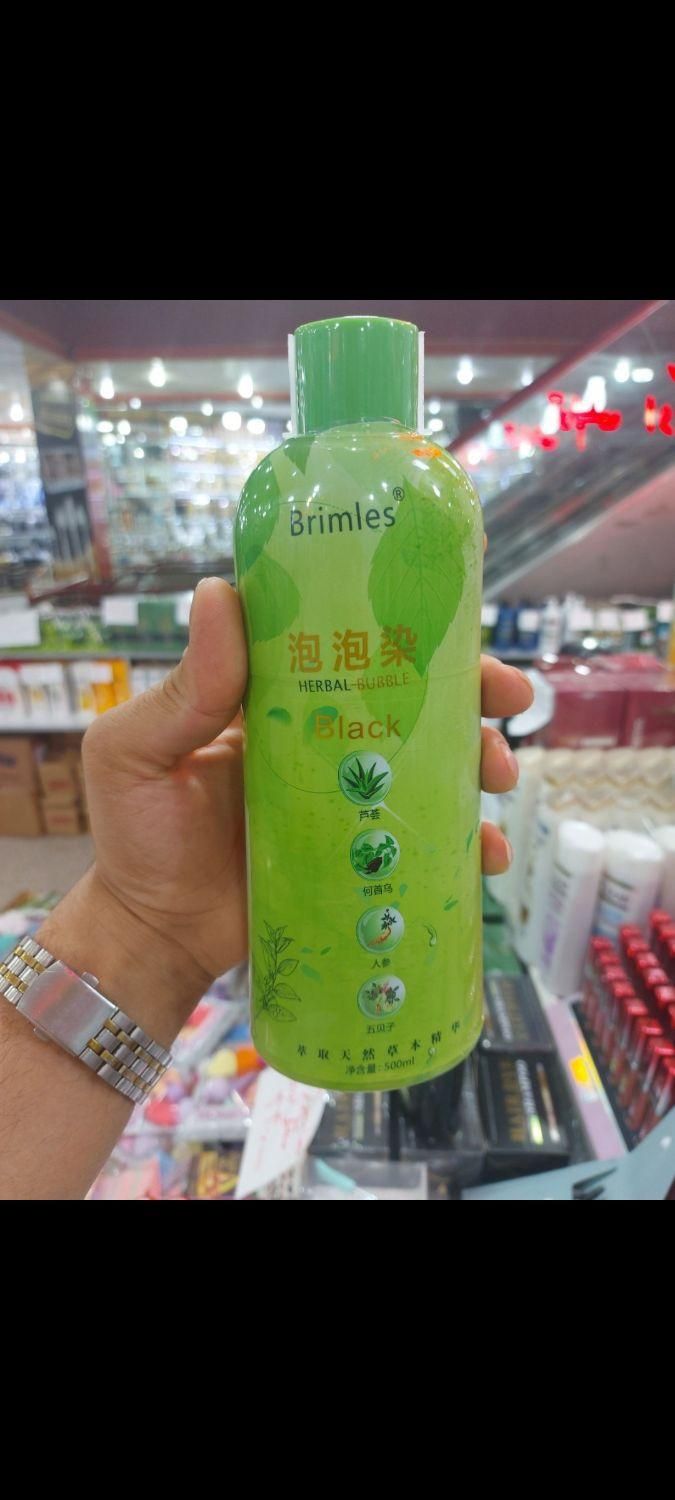 Brimles®
泡泡染
HERBAL BUBBLE
Black
芦荟
何首乌
人参
五贝子
萃取天然草本精华
净含量:500ml